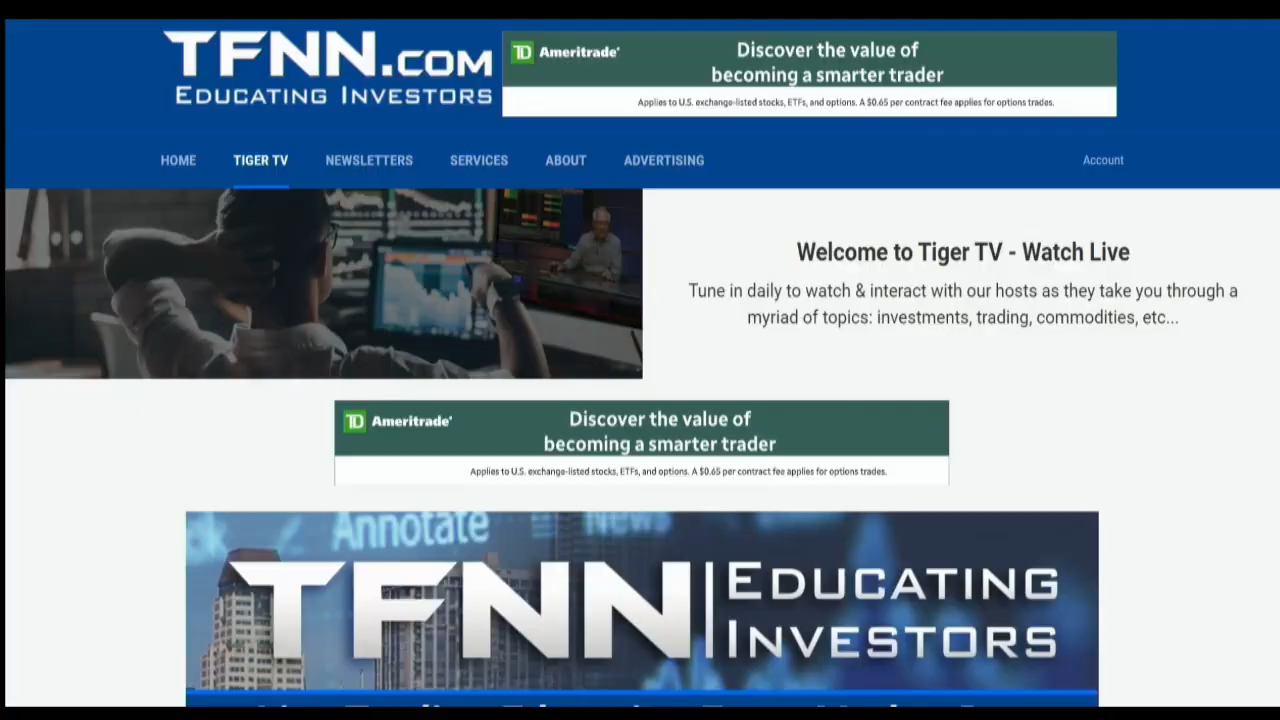 TFNN.COM
EDUCATING INVESTORS
TD Ameritrade
Discover the value of
becoming a smarter trader
Applies to U.S. exchange-listed stocks, ETFs, and options. A $0.65 per contract fee applies for options trades.
HOME TIGER TV NEWSLETTERS SERVICES ABOUT ADVERTISING Account
Welcome to Tiger TV - Watch Live
Tune in daily to watch & interact with our hosts as they take you through a
myriad of topics: investments, trading, commodities, etc...
TD Ameritrade
Discover the value of
becoming a smarter trader
Applies to U.S. exchange-listed stocks, ETFs, and options. A $0.65 per contract fee applies for options trades.
Annotate News
TFNN EDUCATING
INVESTORS